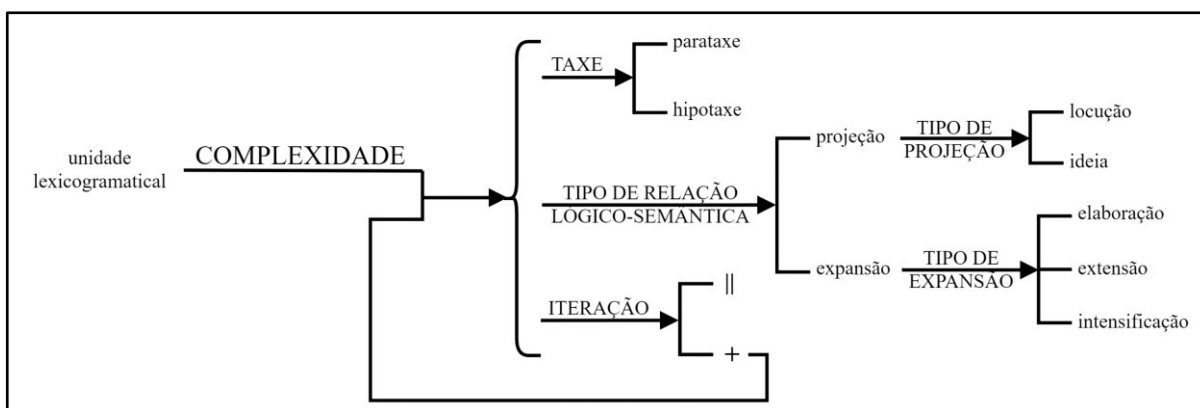 unidade
lexicogramatical
COMPLEXIDADE
TAXE
parataxe
hipotaxe
TIPO DE RELAÇÃO
LÓGICO-SEMÂNTICA
projeção
TIPO DE
PROJEÇÃO
locução
ideia
expansão
TIPO DE
EXPANSÃO
elaboração
extensão
intensificação
ITERAÇÃO
||
+